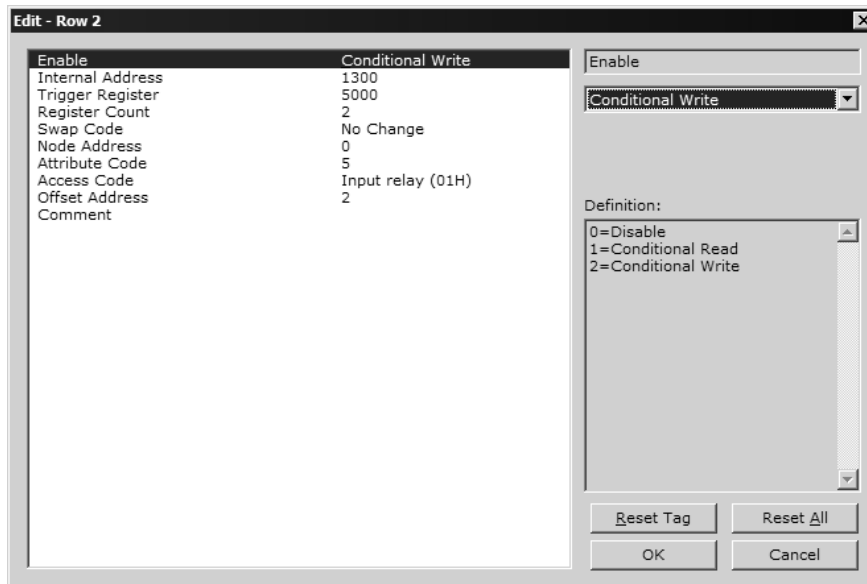 Edit - Row 2
Enable Conditional Write
Internal Address 1300
Trigger Register 5000
Register Count 2
Swap Code No Change
Node Address 0
Attribute Code 5
Access Code Input relay (01H)
Offset Address 2
Comment
Enable
Conditional Write
Definition:
0=Disable
1=Conditional Read
2=Conditional Write
Reset Tag Reset All
OK Cancel